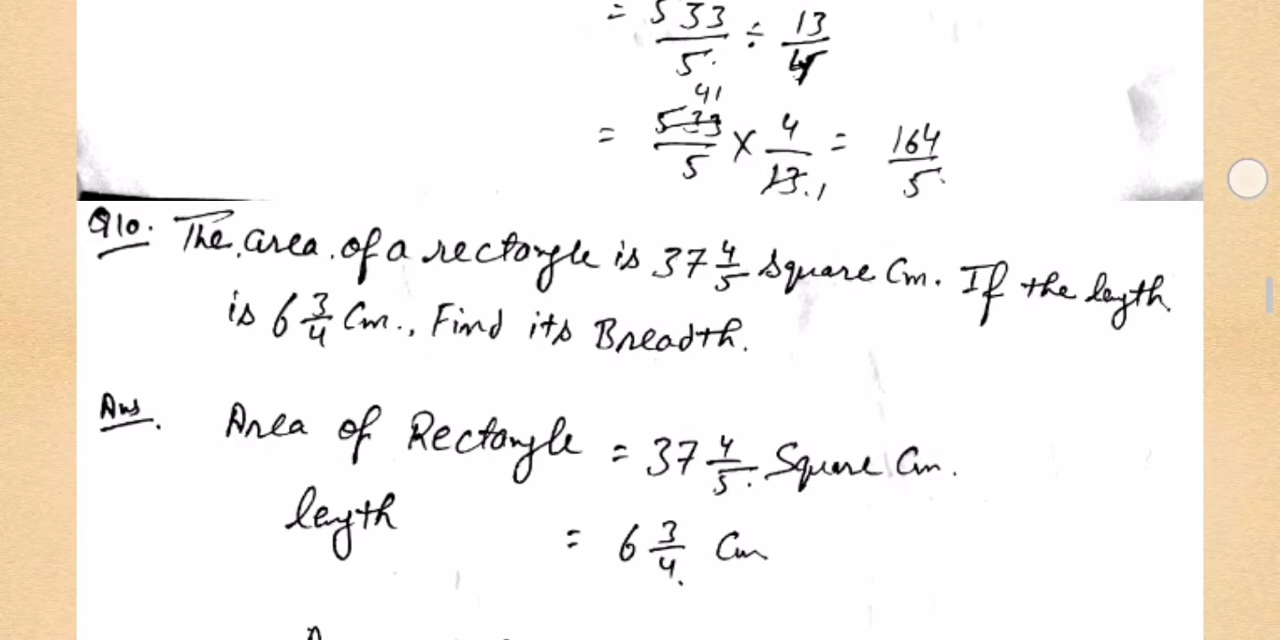 = 533/5 ÷ 13/4
41
= 533/5 × 4/13 = 164/5
1
Q10. The area of a rectangle is 37 4/5 square Cm. If the length
is 6 3/4 Cm., Find its Breadth.
Ans. Area of Rectangle = 37 4/5 Square Cm.
length = 6 3/4 Cm